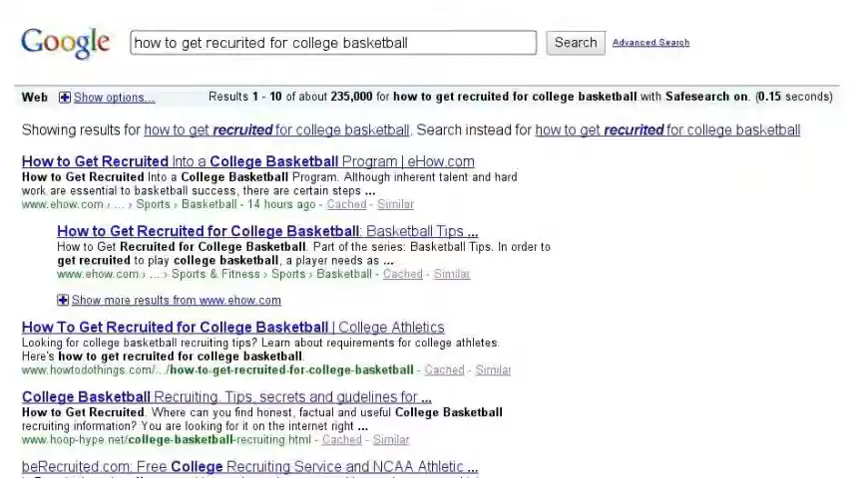 Google how to get recurited for college basketball Search Advanced Search
Web Show options... Results 1 - 10 of about 235,000 for how to get recruited for college basketball with Safesearch on. (0.15 seconds)
Showing results for how to get recruited for college basketball. Search instead for how to get recurited for college basketball
How to Get Recruited Into a College Basketball Program | eHow.com
How to Get Recruited Into a College Basketball Program. Although inherent talent and hard
work are essential to basketball success, there are certain steps ...
www.ehow.com › ... › Sports › Basketball - 14 hours ago - Cached - Similar
How to Get Recruited for College Basketball: Basketball Tips ...
How to Get Recruited for College Basketball. Part of the series: Basketball Tips. In order to
get recruited to play college basketball, a player needs as ...
www.ehow.com › ... › Sports & Fitness › Sports › Basketball - Cached - Similar
Show more results from www.ehow.com
How To Get Recruited for College Basketball | College Athletics
Looking for college basketball recruiting tips? Learn about requirements for college athletes.
Here's how to get recruited for college basketball.
www.howtodothings.com/.../how-to-get-recruited-for-college-basketball - Cached - Similar
College Basketball Recruiting. Tips, secrets and gudelines for ...
How to Get Recruited. Where can you find honest, factual and useful College Basketball
recruiting information? You are looking for it on the internet right ...
www.hoop-hype.net/college-basketball-recruiting.html - Cached - Similar
beRecruited.com: Free College Recruiting Service and NCAA Athletic ...